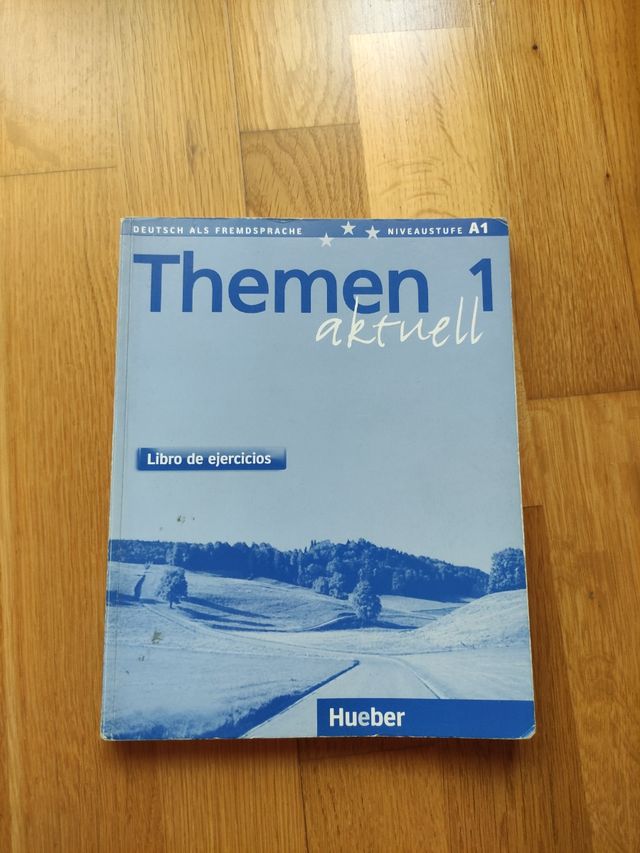 DEUTSCH ALS FREMDSPRACHE NIVEAUSTUFE A1
Themen 1
aktuell
Libro de ejercicios
Hueber